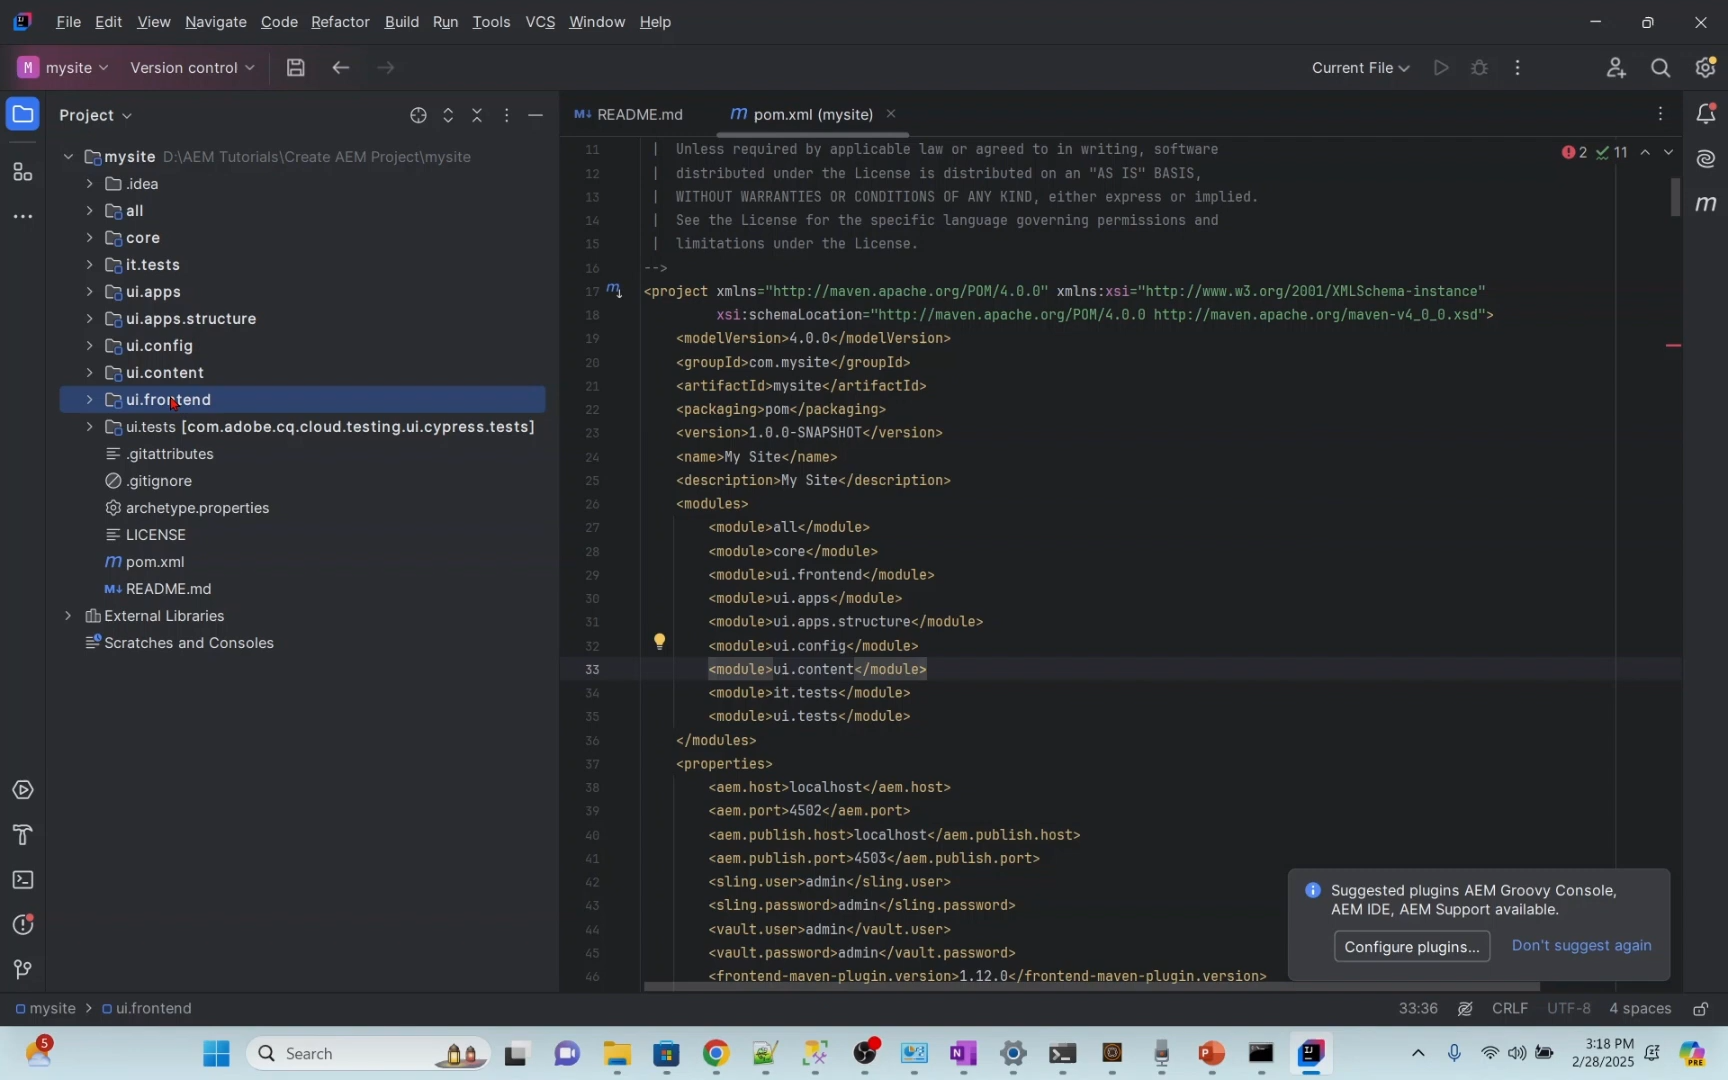 File Edit View Navigate Code Refactor Build Run Tools VCS Window Help
M mysite Version control Current File
Project
README.md pom.xml (mysite)
mysite D:\AEM Tutorials\Create AEM Project\mysite
.idea
all
core
it.tests
ui.apps
ui.apps.structure
ui.config
ui.content
ui.frontend
ui.tests [com.adobe.cq.cloud.testing.ui.cypress.tests]
.gitattributes
.gitignore
archetype.properties
LICENSE
pom.xml
README.md
External Libraries
Scratches and Consoles
2 11
11 | Unless required by applicable law or agreed to in writing, software
12 | distributed under the License is distributed on an "AS IS" BASIS,
13 | WITHOUT WARRANTIES OR CONDITIONS OF ANY KIND, either express or implied.
14 | See the License for the specific language governing permissions and
15 | limitations under the License.
16 -->
17 <project xmlns="http://maven.apache.org/POM/4.0.0" xmlns:xsi="http://www.w3.org/2001/XMLSchema-instance"
18 xsi:schemaLocation="http://maven.apache.org/POM/4.0.0 http://maven.apache.org/maven-v4_0_0.xsd">
19 <modelVersion>4.0.0</modelVersion>
20 <groupId>com.mysite</groupId>
21 <artifactId>mysite</artifactId>
22 <packaging>pom</packaging>
23 <version>1.0.0-SNAPSHOT</version>
24 <name>My Site</name>
25 <description>My Site</description>
26 <modules>
27 <module>all</module>
28 <module>core</module>
29 <module>ui.frontend</module>
30 <module>ui.apps</module>
31 <module>ui.apps.structure</module>
32 <module>ui.config</module>
33 <module>ui.content</module>
34 <module>it.tests</module>
35 <module>ui.tests</module>
36 </modules>
37 <properties>
38 <aem.host>localhost</aem.host>
39 <aem.port>4502</aem.port>
40 <aem.publish.host>localhost</aem.publish.host>
41 <aem.publish.port>4503</aem.publish.port>
42 <sling.user>admin</sling.user>
43 <sling.password>admin</sling.password>
44 <vault.user>admin</vault.user>
45 <vault.password>admin</vault.password>
46 <frontend-maven-plugin.version>1.12.0</frontend-maven-plugin.version>
Suggested plugins AEM Groovy Console,
AEM IDE, AEM Support available.
Configure plugins... Don't suggest again
mysite > ui.frontend 33:36 CRLF UTF-8 4 spaces
5 Search 3:18 PM
2/28/2025
PRE